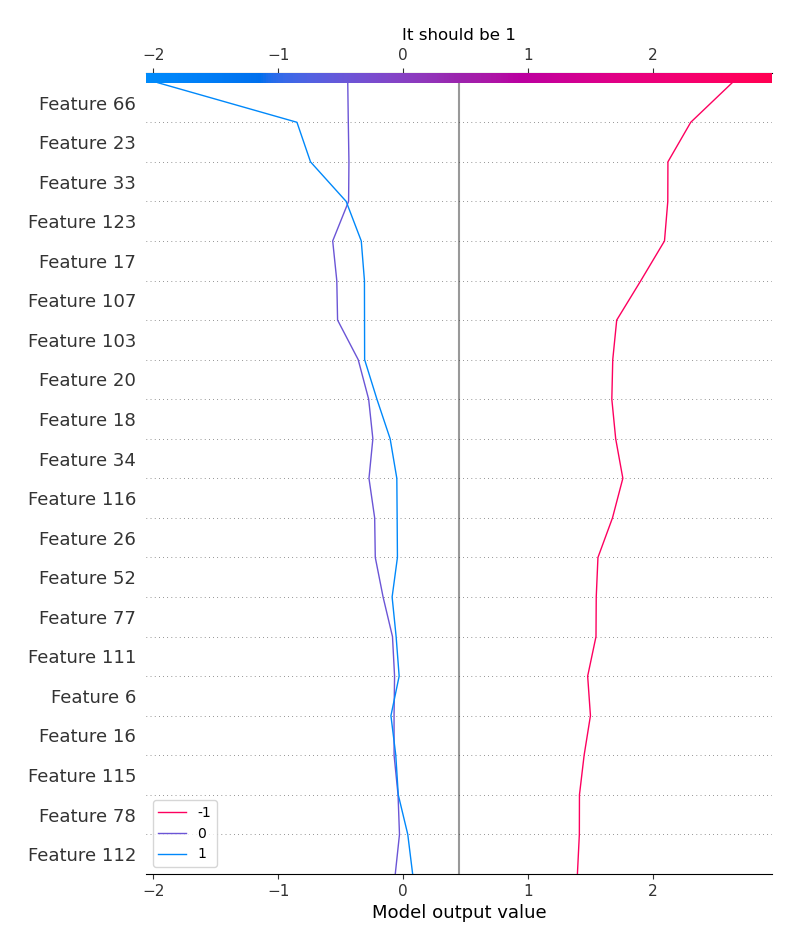 It should be 1
−2 −1 0 1 2
Feature 66
Feature 23
Feature 33
Feature 123
Feature 17
Feature 107
Feature 103
Feature 20
Feature 18
Feature 34
Feature 116
Feature 26
Feature 52
Feature 77
Feature 111
Feature 6
Feature 16
Feature 115
Feature 78
Feature 112
-1
0
1
−2 −1 0 1 2
Model output value